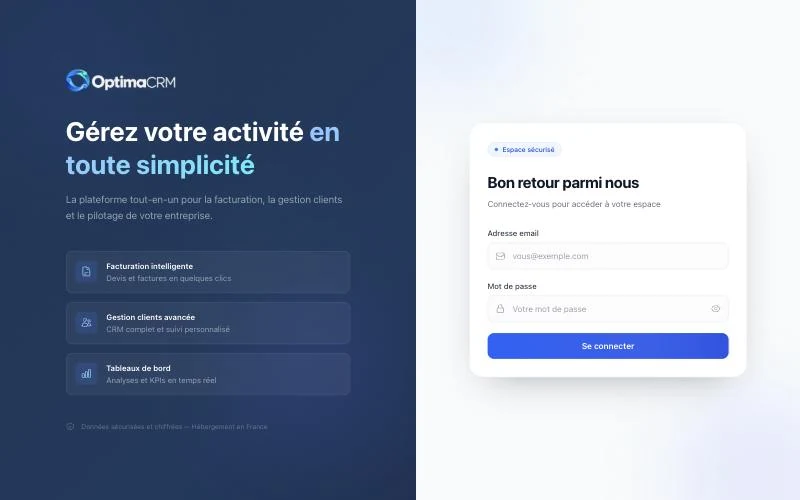 OptimaCRM
Gérez votre activité en
toute simplicité
La plateforme tout-en-un pour la facturation, la gestion clients
et le pilotage de votre entreprise.
Facturation intelligente
Devis et factures en quelques clics
Gestion clients avancée
CRM complet et suivi personnalisé
Tableaux de bord
Analyses et KPIs en temps réel
Données sécurisées et chiffrées — Hébergement en France
Espace sécurisé
Bon retour parmi nous
Connectez-vous pour accéder à votre espace
Adresse email
vous@exemple.com
Mot de passe
Votre mot de passe
Se connecter